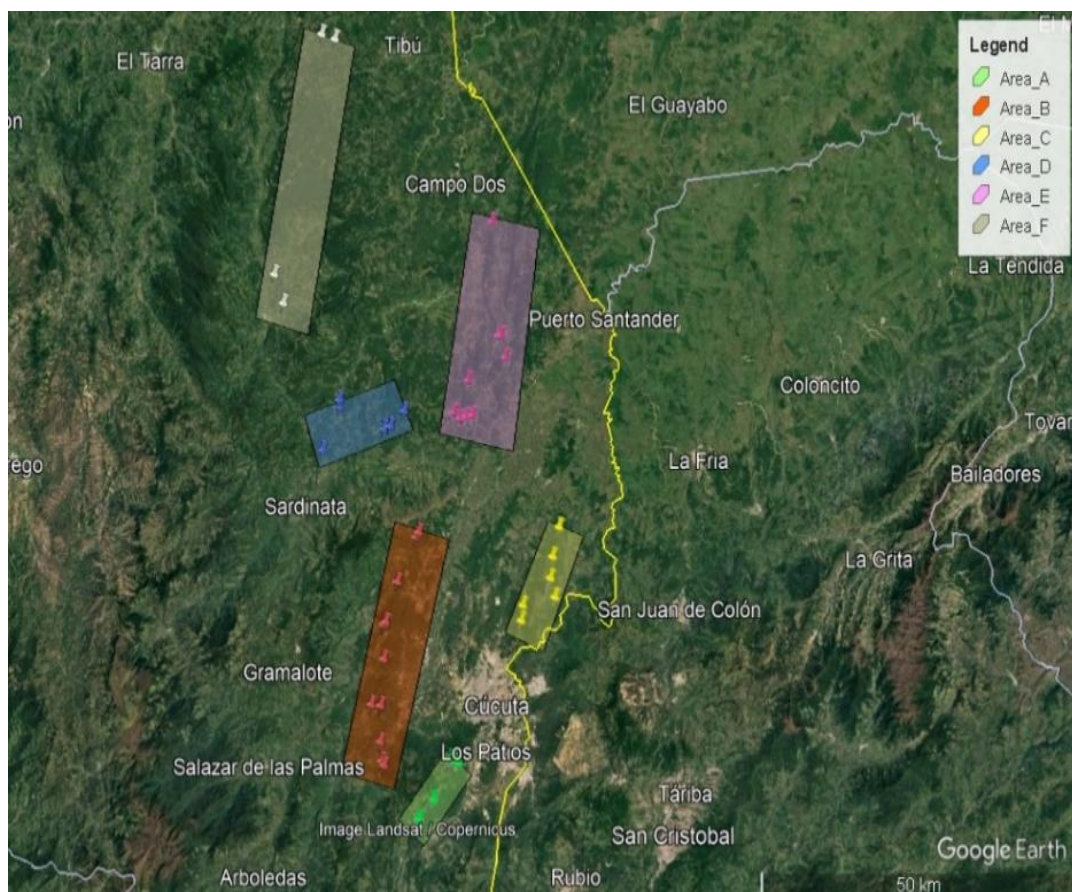 El Tarra
Tibú
El Guayabo
Legend
Area_A
Area_B
Area_C
Area_D
Area_E
Area_F
Campo Dos
La Tendida
Puerto Santander
Coloncito
La Fria
Bailadores
Sardinata
La Grita
San Juan de Colón
Gramalote
Cúcuta
Los Patios
Salazar de las Palmas
Táriba
Image Landsat / Copernicus
San Cristobal
Google Earth
Arboledas
Rubio
50 km